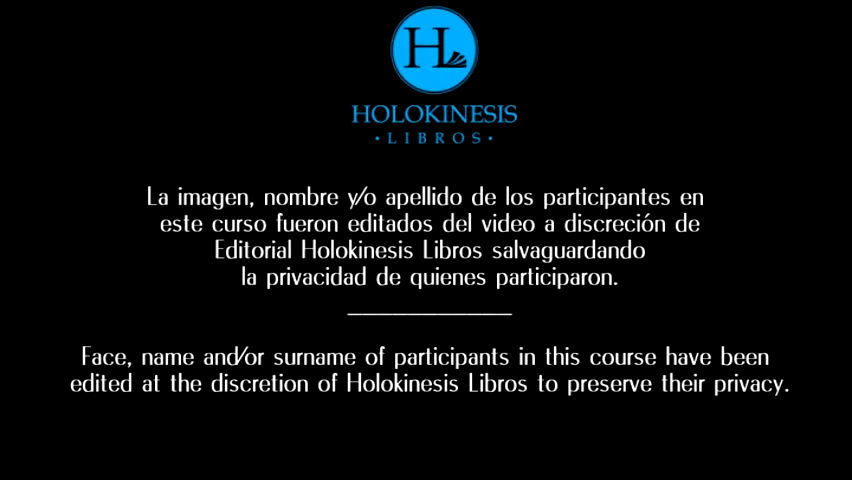 HL
HOLOKINESIS
• LIBROS •
La imagen, nombre y/o apellido de los participantes en
este curso fueron editados del video a discreción de
Editorial Holokinesis Libros salvaguardando
la privacidad de quienes participaron.
Face, name and/or surname of participants in this course have been
edited at the discretion of Holokinesis Libros to preserve their privacy.